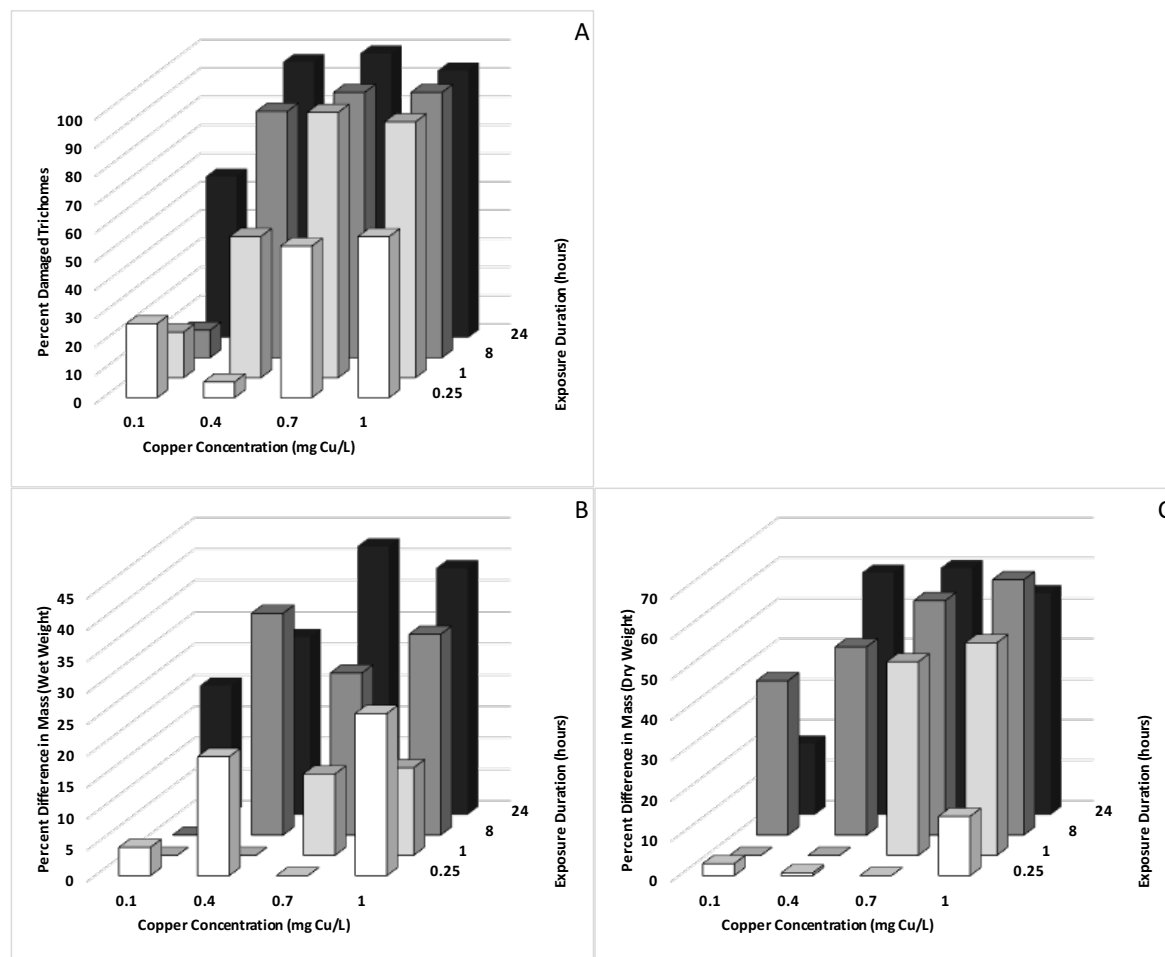 A
Percent Damaged Trichomes
100
90
80
70
60
50
40
30
20
10
0
0.1 0.4 0.7 1
Copper Concentration (mg Cu/L)
0.25
1
8
24
Exposure Duration (hours)
B
Percent Difference in Mass (Wet Weight)
45
40
35
30
25
20
15
10
5
0
0.1 0.4 0.7 1
Copper Concentration (mg Cu/L)
0.25
1
8
24
Exposure Duration (hours)
C
Percent Difference in Mass (Dry Weight)
70
60
50
40
30
20
10
0
0.1 0.4 0.7 1
Copper Concentration (mg Cu/L)
0.25
1
8
24
Exposure Duration (hours)